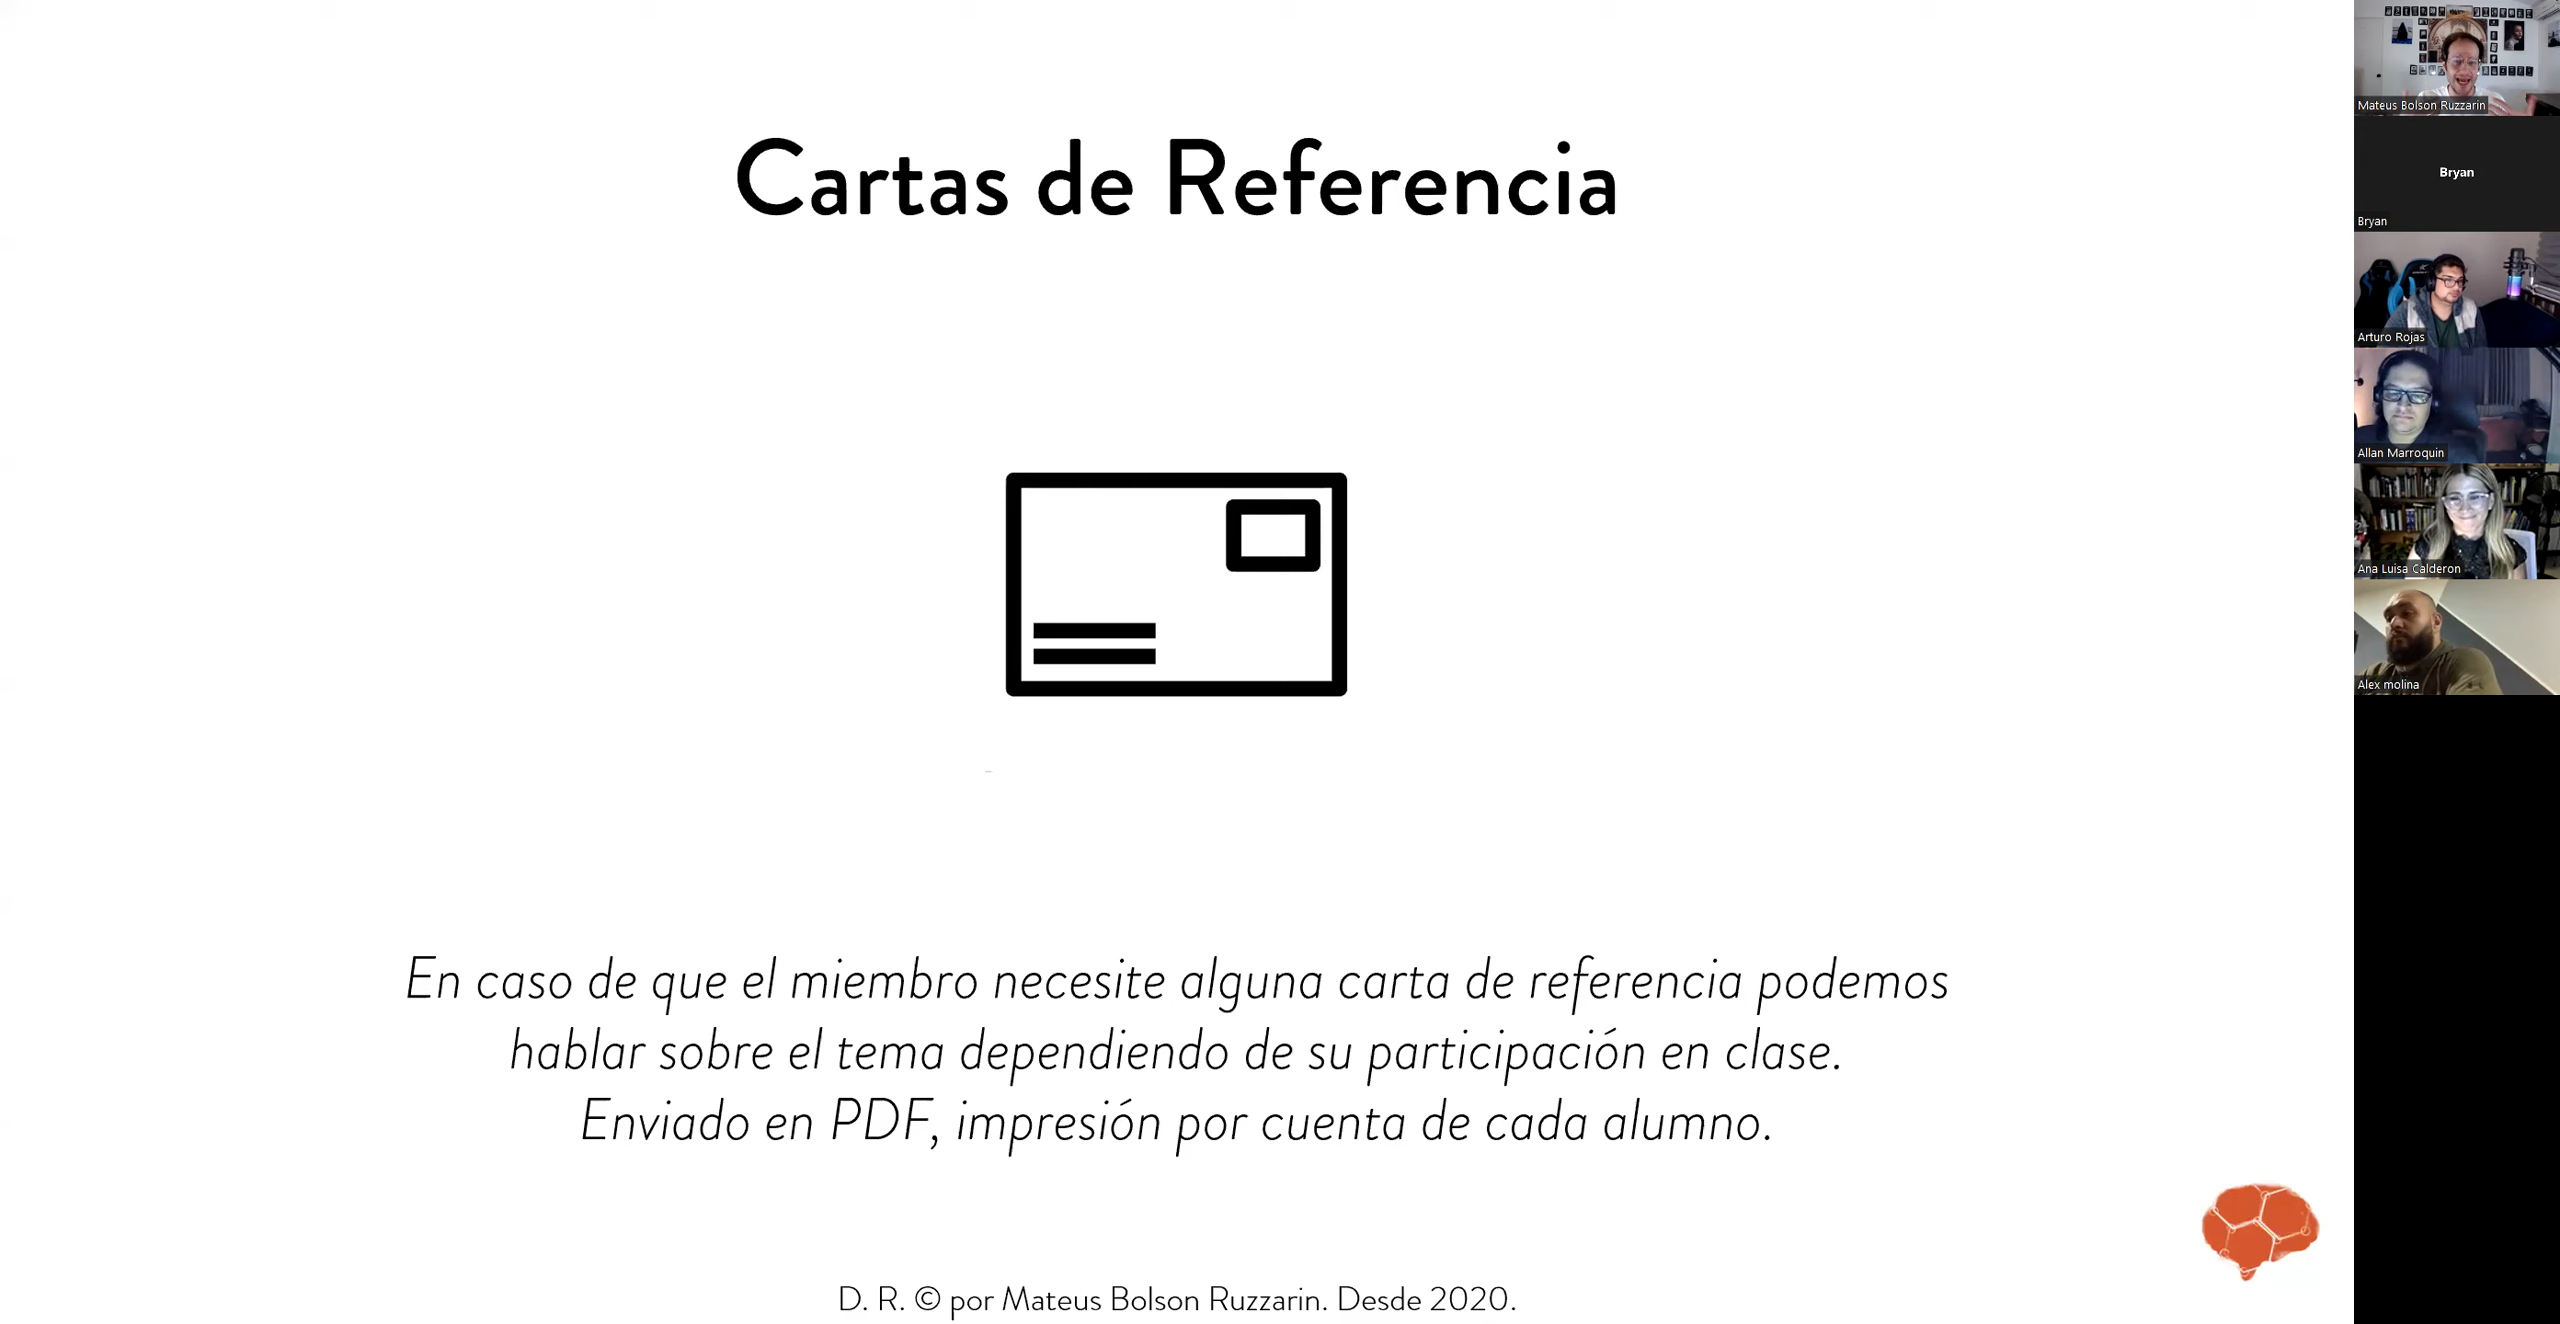 Cartas de Referencia
En caso de que el miembro necesite alguna carta de referencia podemos
hablar sobre el tema dependiendo de su participación en clase.
Enviado en PDF, impresión por cuenta de cada alumno.
D. R. © por Mateus Bolson Ruzzarin. Desde 2020.
Mateus Bolson Ruzzarin
Bryan
Bryan
Arturo Rojas
Allan Marroquin
Ana Luisa Calderon
Alex molina